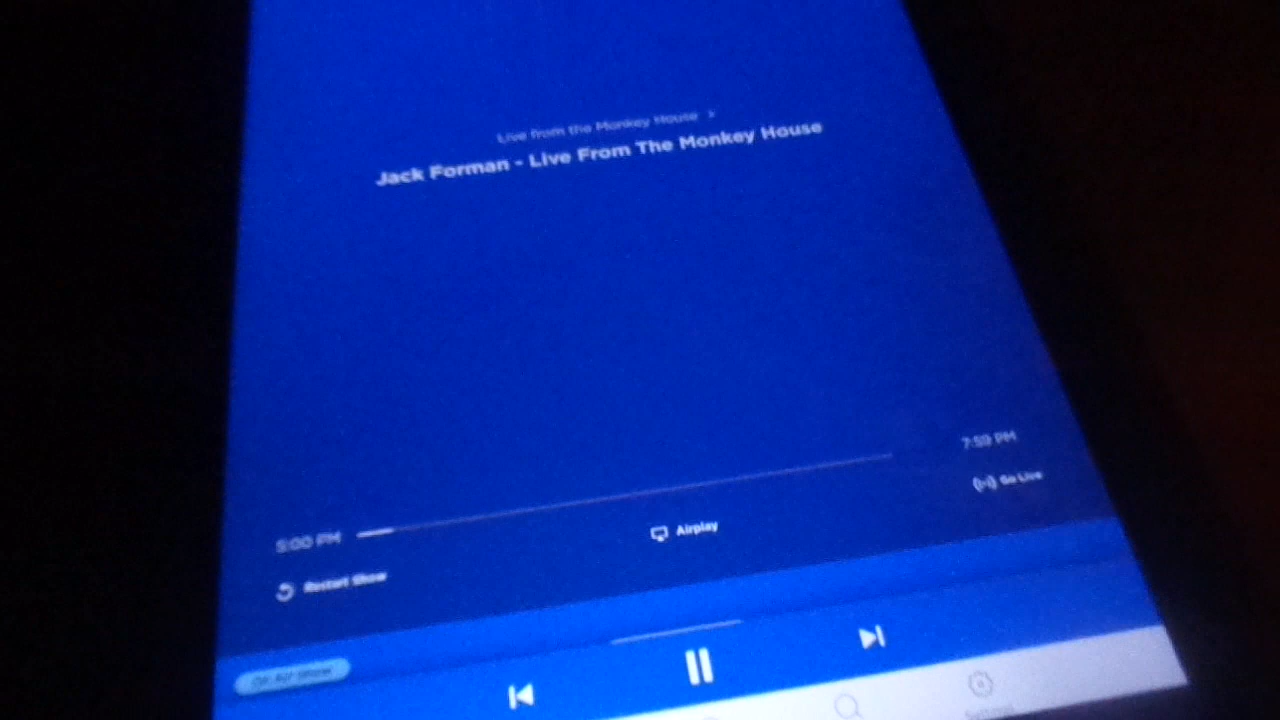 Live from the Monkey House >
Jack Forman - Live From The Monkey House
7:59 PM
Go Live
5:00 PM
Airplay
Restart Show